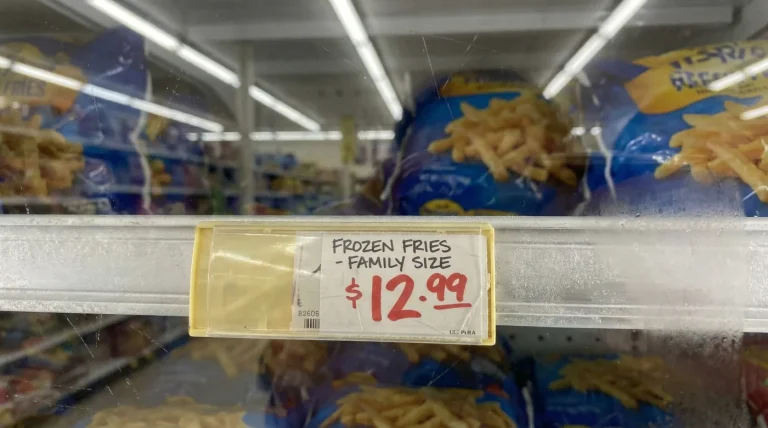 FROZEN FRIES
- FAMILY SIZE
$12.99